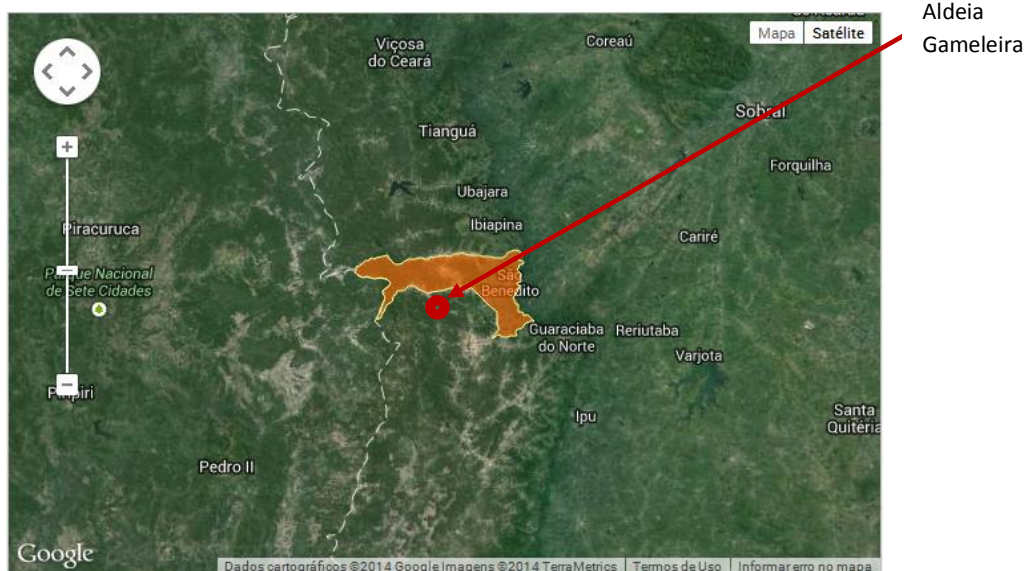 Aldeia
Gameleira
Mapa
Satélite
Viçosa
do Ceará
Coreaú
Sobral
Tianguá
Forquilha
Ubajara
Ibiapina
Piracuruca
Cariré
Parque Nacional
de Sete Cidades
São
Benedito
Guaraciaba
do Norte
Reriutaba
Varjota
Piripiri
Ipu
Santa
Quitéria
Pedro II
Google
Dados cartográficos ©2014 Google Imagens ©2014 TerraMetrics
Termos de Uso
Informar erro no mapa